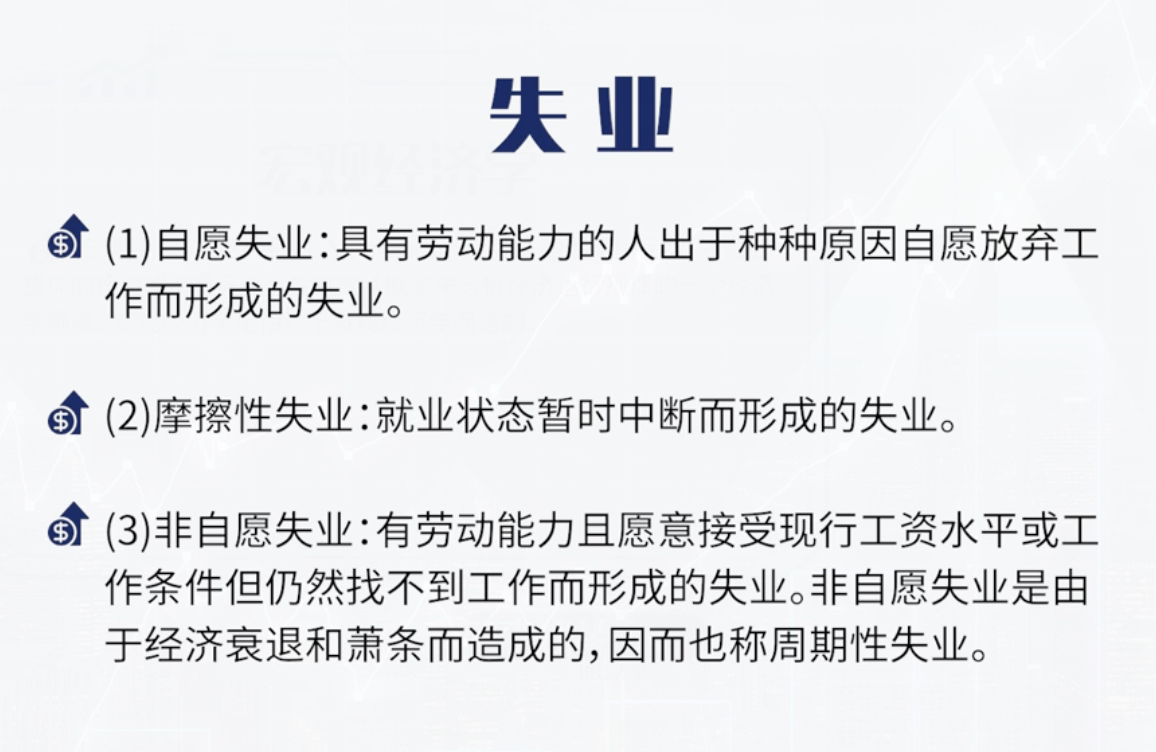 失业
(1)自愿失业：具有劳动能力的人出于种种原因自愿放弃工
作而形成的失业。
(2)摩擦性失业：就业状态暂时中断而形成的失业。
(3)非自愿失业：有劳动能力且愿意接受现行工资水平或工
作条件但仍然找不到工作而形成的失业。非自愿失业是由
于经济衰退和萧条而造成的，因而也称周期性失业。